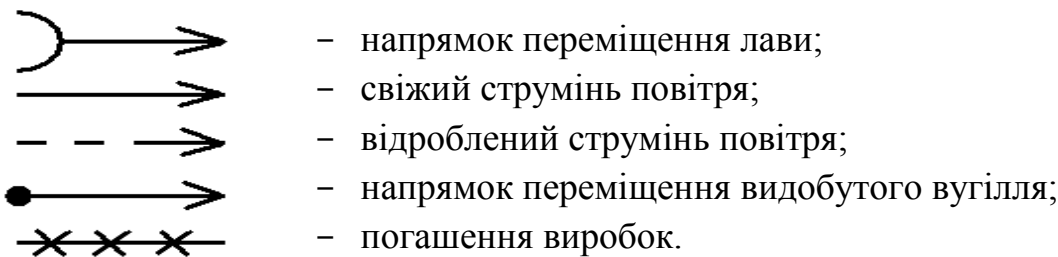 – напрямок переміщення лави;
– свіжий струмінь повітря;
– відроблений струмінь повітря;
– напрямок переміщення видобутого вугілля;
– погашення виробок.